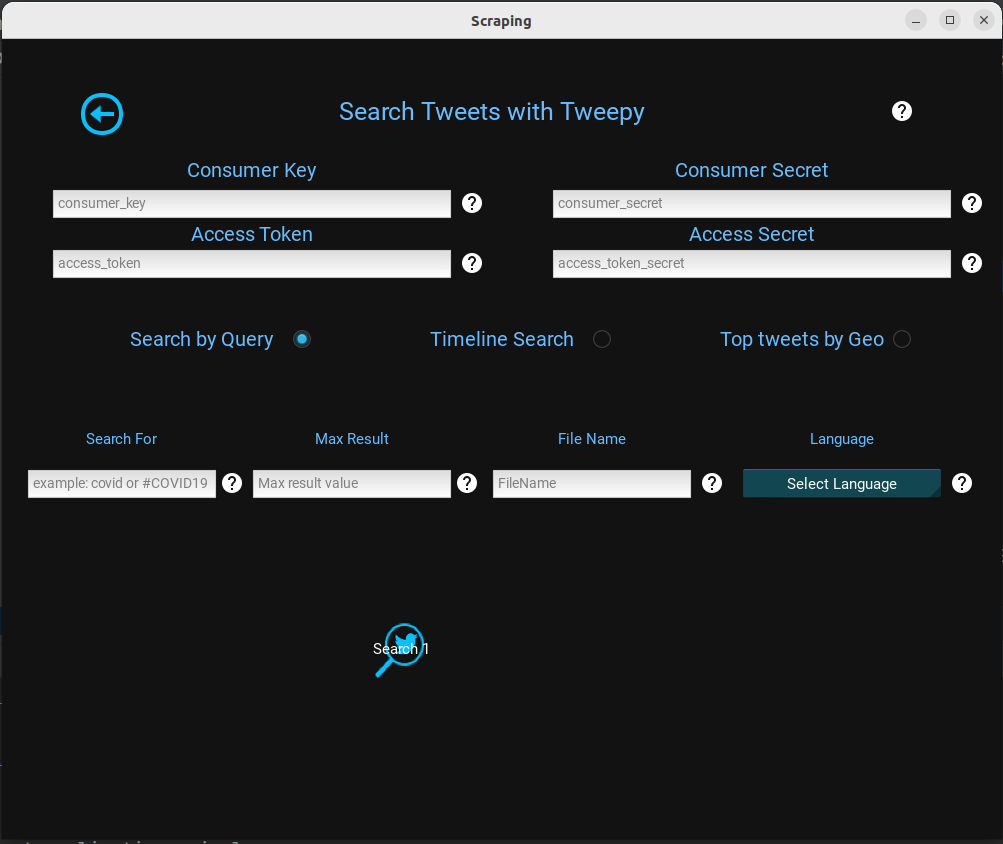 Scraping
Search Tweets with Tweepy
?
Consumer Key
Consumer Secret
consumer_key
?
consumer_secret
?
Access Token
Access Secret
access_token
?
access_token_secret
?
Search by Query
Timeline Search
Top tweets by Geo
Search For
Max Result
File Name
Language
example: covid or #COVID19
?
Max result value
?
FileName
?
Select Language
?
Search 1